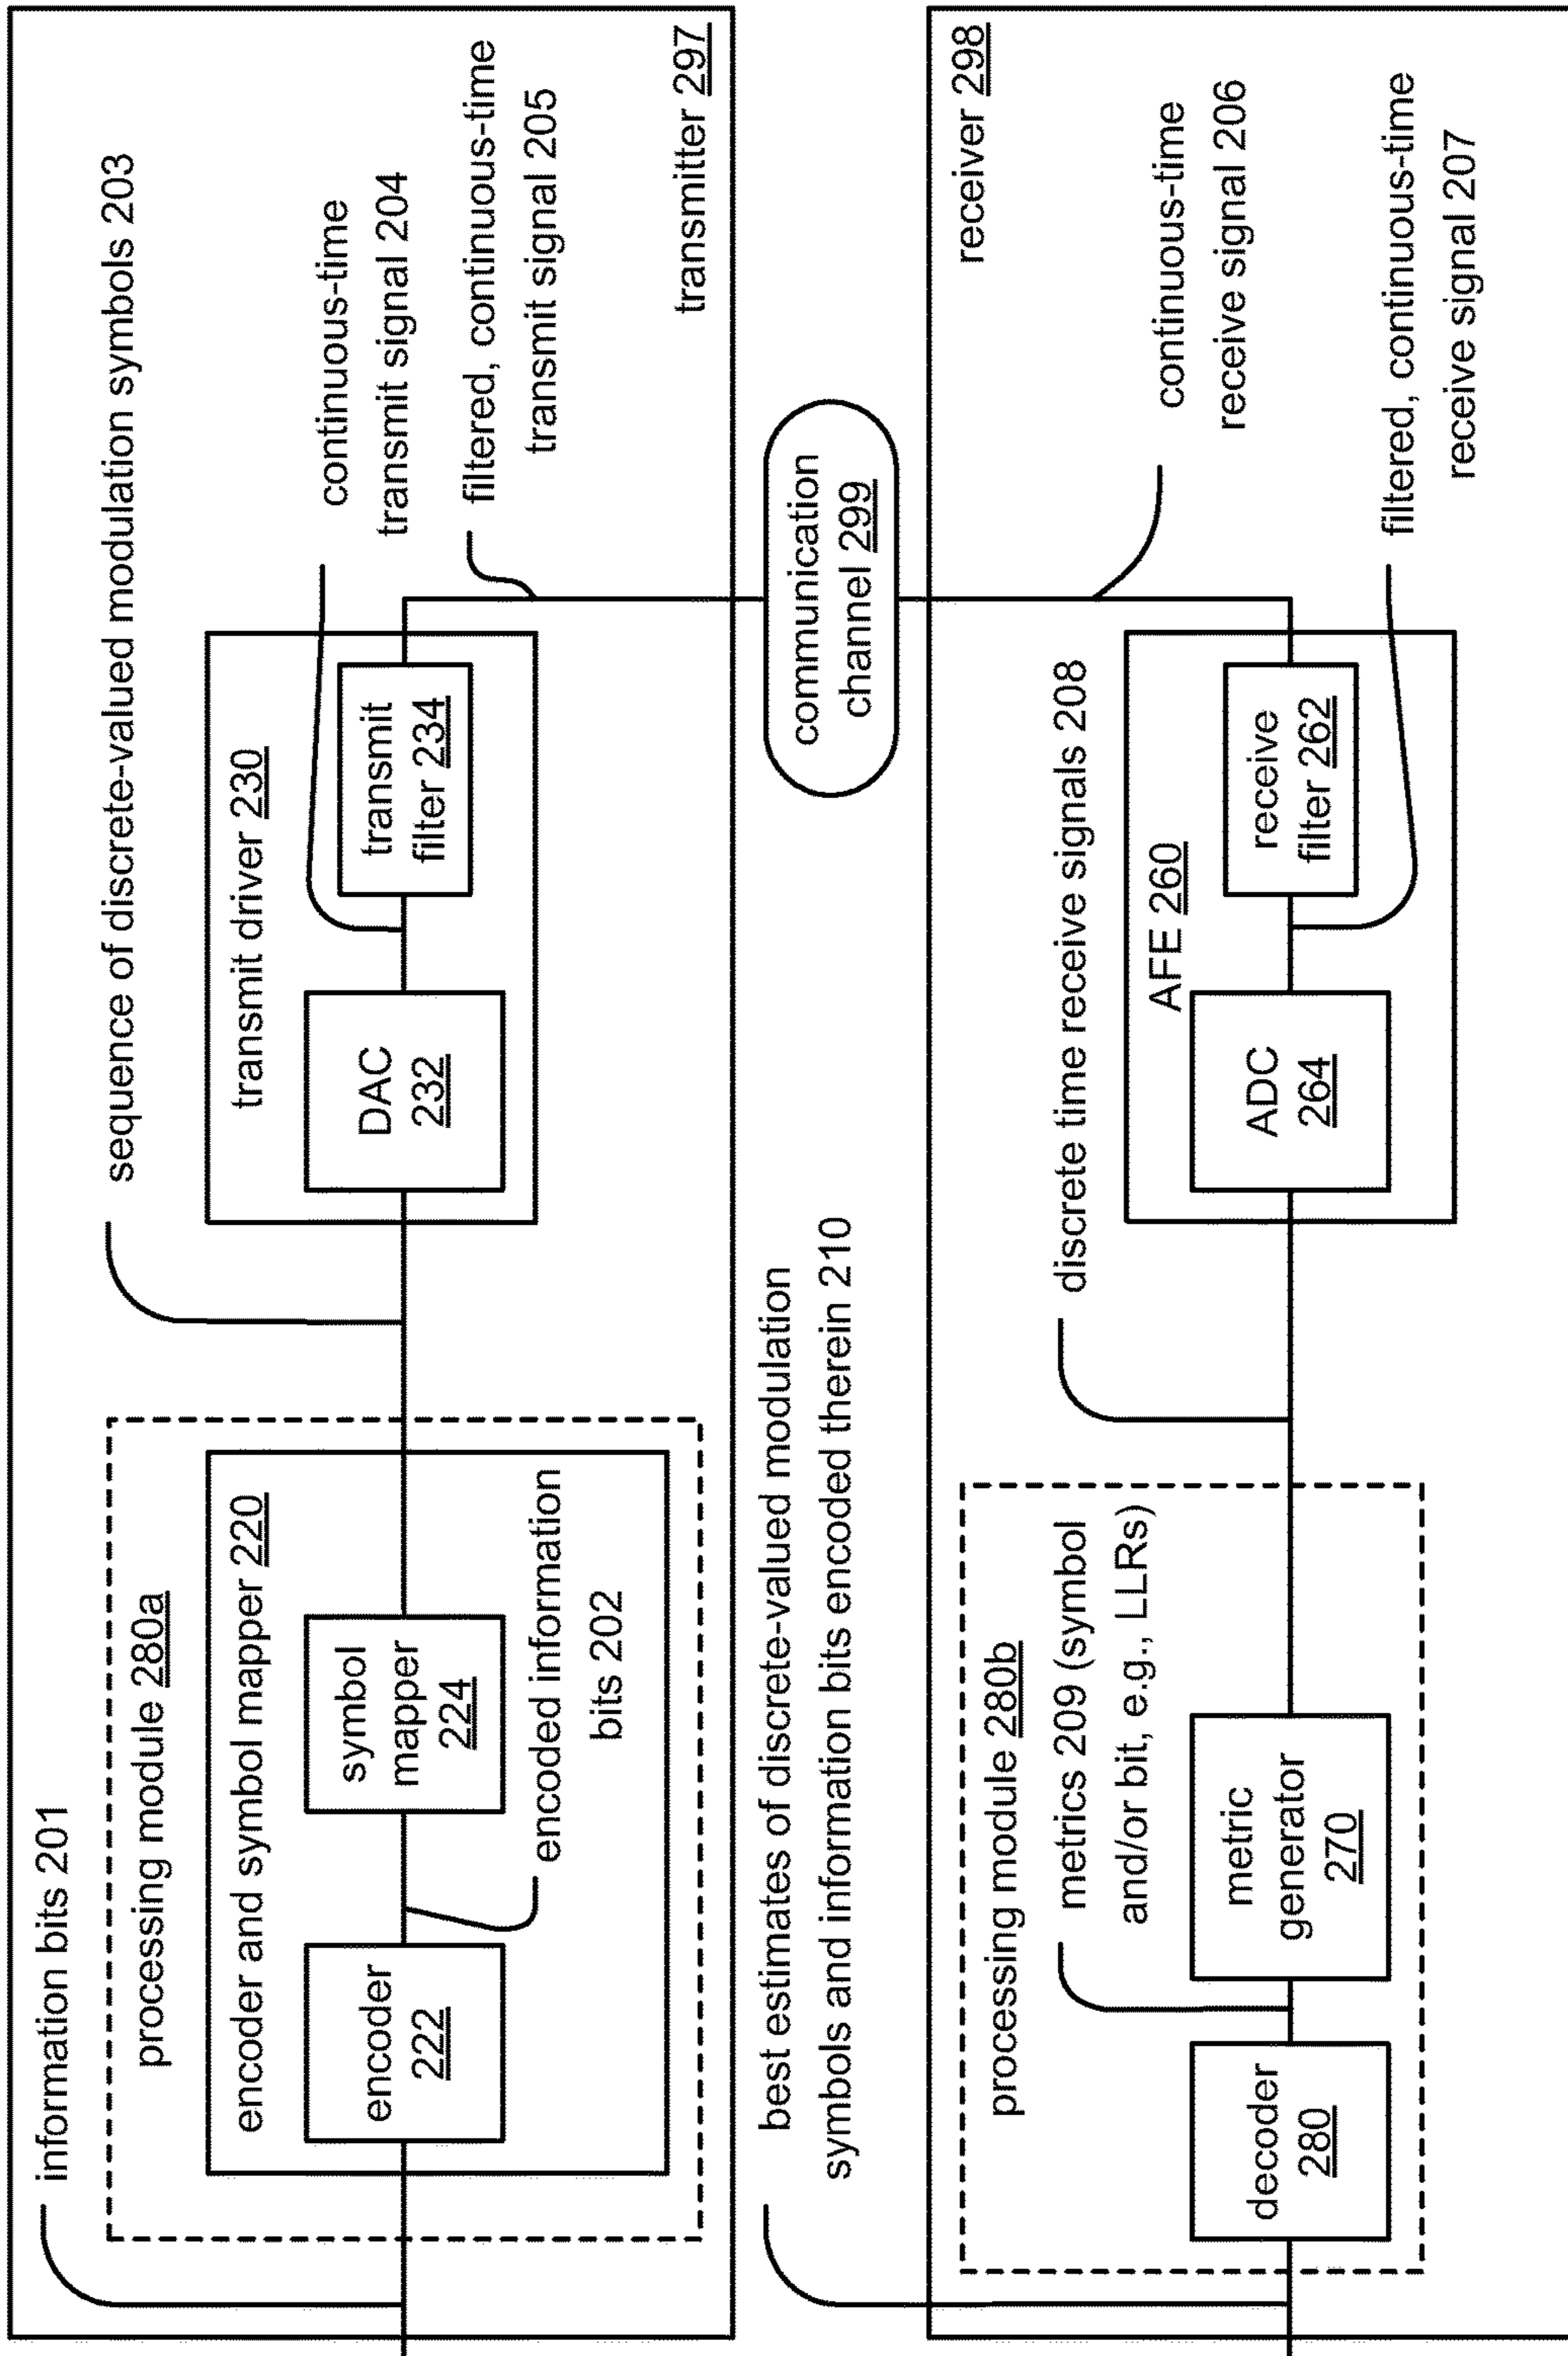 information bits 201
sequence of discrete-valued modulation symbols 203
processing module 280a
encoder and symbol mapper 220
encoder
222
symbol
mapper
224
encoded information
bits 202
transmit driver 230
DAC
232
transmit
filter 234
continuous-time
transmit signal 204
filtered, continuous-time
transmit signal 205
transmitter 297
best estimates of discrete-valued modulation
symbols and information bits encoded therein 210
communication
channel 299
receiver 298
processing module 280b
metrics 209 (symbol
and/or bit, e.g., LLRs)
decoder
280
metric
generator
270
discrete time receive signals 208
AFE 260
ADC
264
receive
filter 262
continuous-time
receive signal 206
filtered, continuous-time
receive signal 207